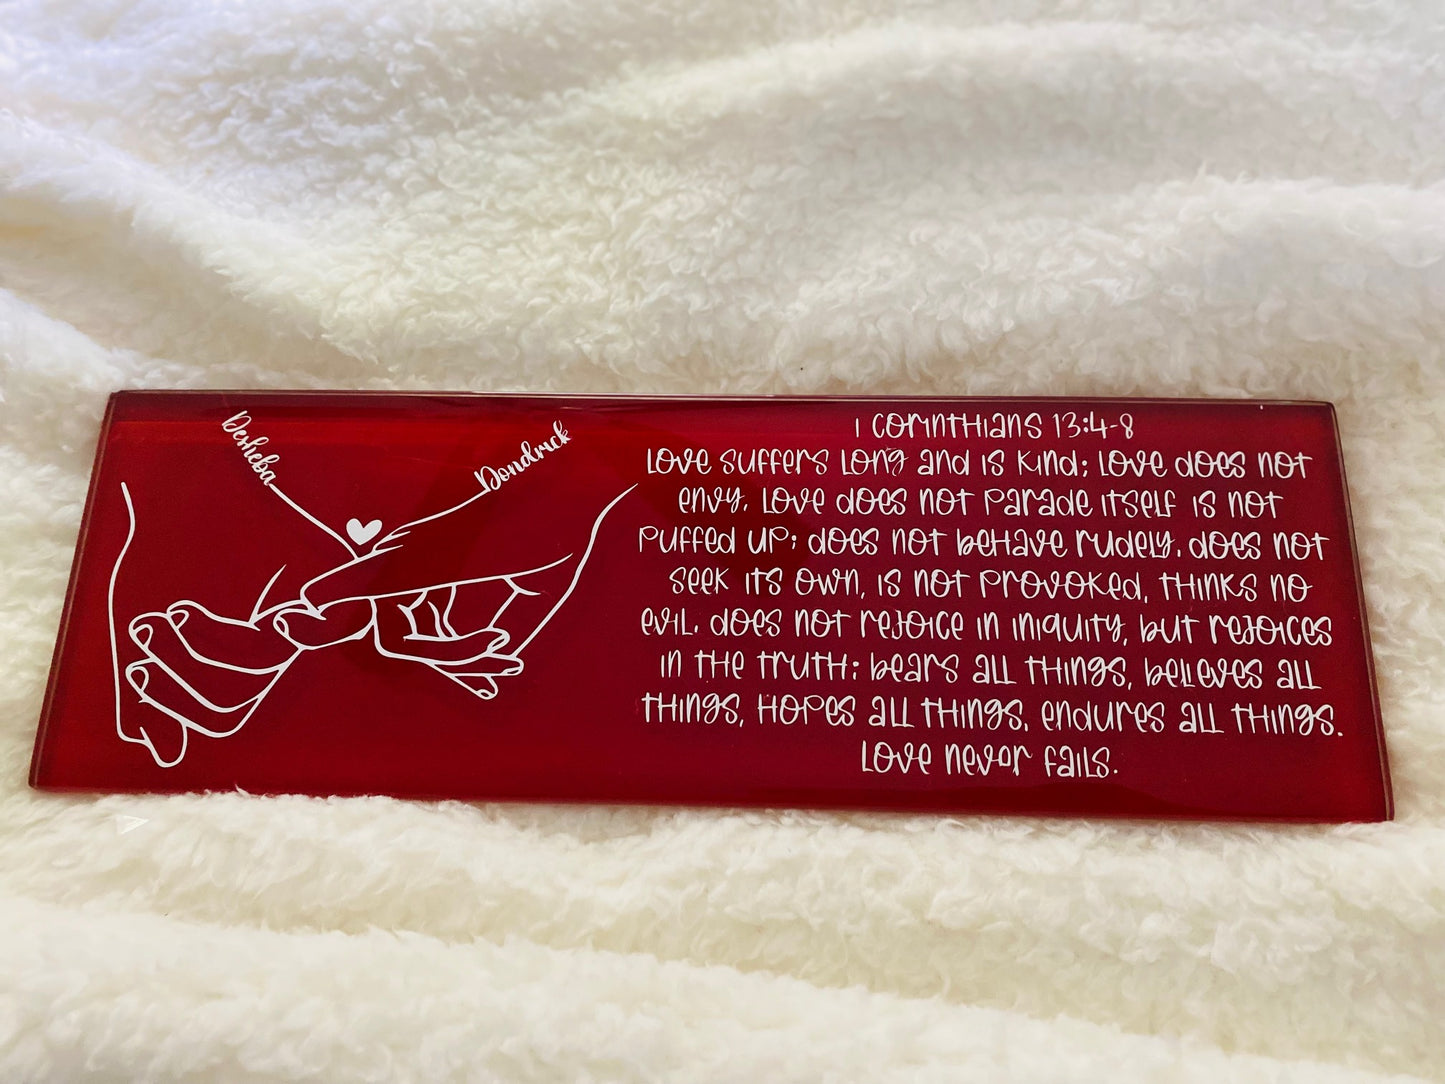 Desheba
Dondrick
1 Corinthians 13:4-8
Love suffers long and is kind; love does not
envy. Love does not parade itself is not
puffed up; does not behave rudely. does not
seek its own, is not provoked, thinks no
evil. does not rejoice in iniquity, but rejoices
in the truth; bears all things, believes all
things, hopes all things, endures all things.
Love never fails.